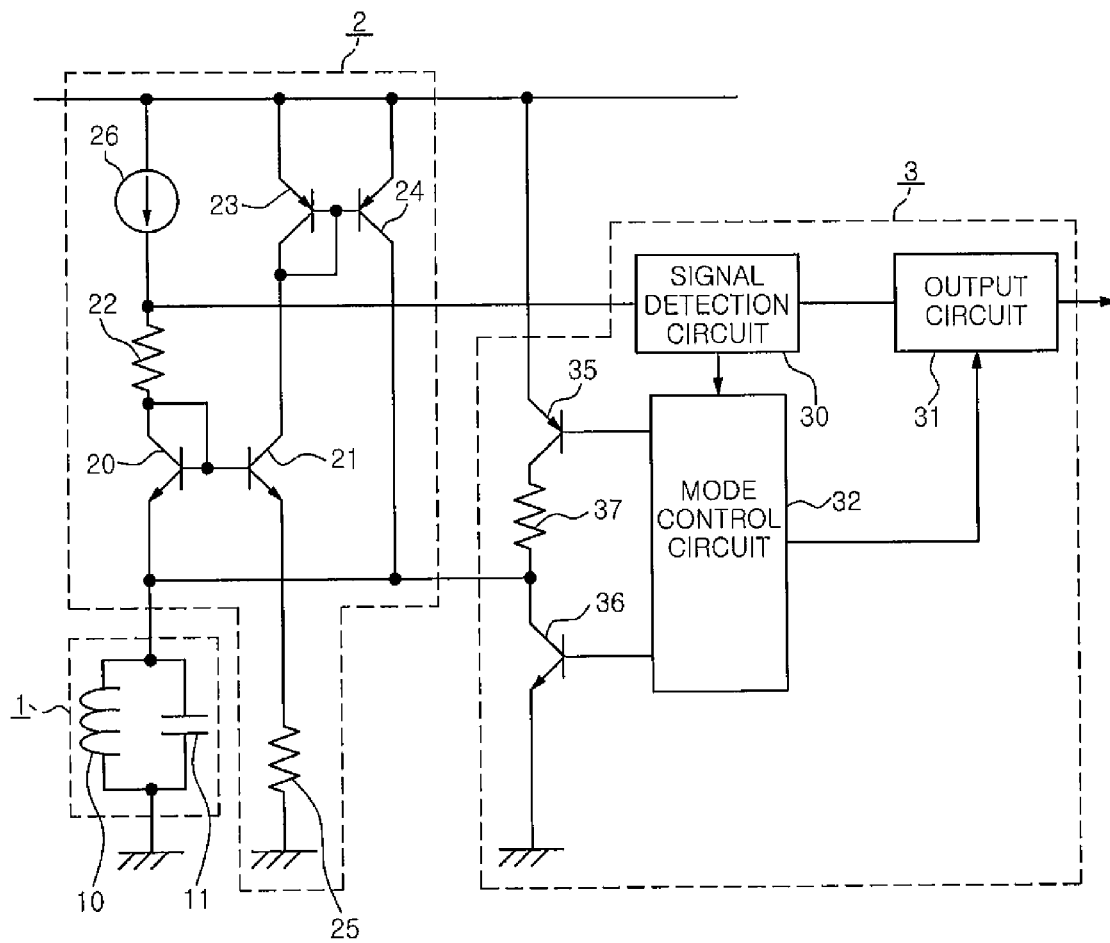 2
26
23
24
3
22
SIGNAL
DETECTION
CIRCUIT
OUTPUT
CIRCUIT
35
30
31
20
21
MODE
CONTROL
CIRCUIT
32
37
36
1
10
11
25